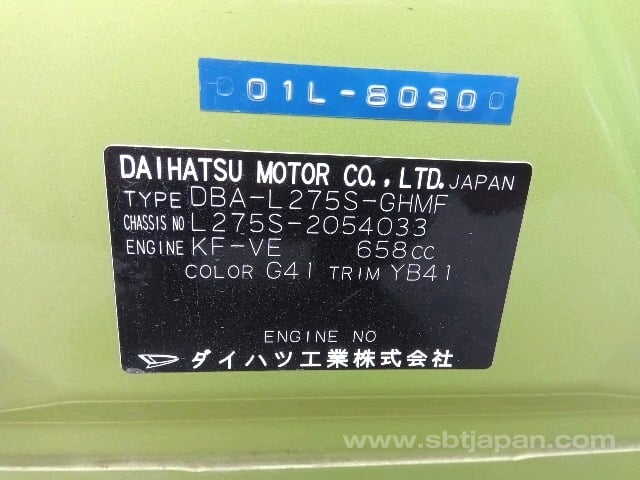 01L-8030
DAIHATSU MOTOR CO., LTD. JAPAN
TYPE DBA-L275S-GHMF
CHASSIS NO L275S-2054033
ENGINE KF-VE 658CC
COLOR G41 TRIM YB41
ENGINE NO
ダイハツ工業株式会社
www.sbtjapan.com